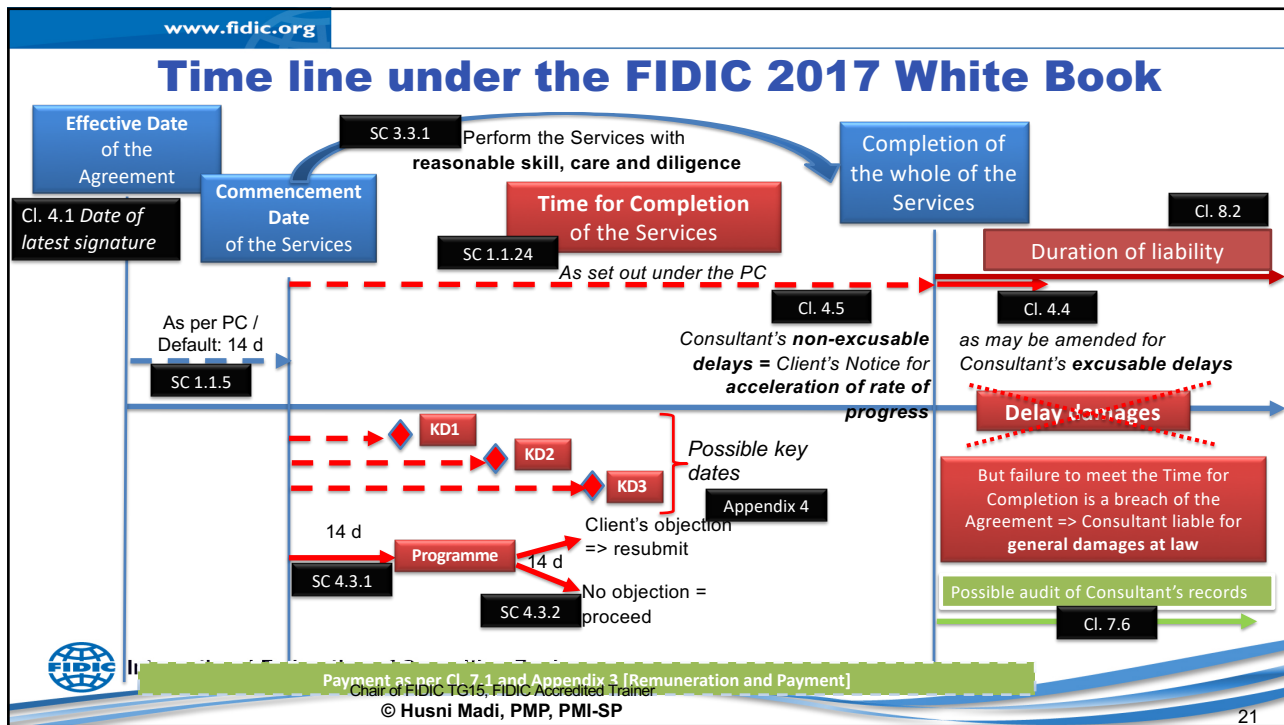 www.fidic.org
Time line under the FIDIC 2017 White Book
Effective Date
of the
Agreement
Cl. 4.1 Date of
latest signature
Commencement
Date
of the Services
SC 3.3.1
Perform the Services with
reasonable skill, care and diligence
Time for Completion
of the Services
SC 1.1.24
As set out under the PC
Completion of
the whole of the
Services
Cl. 8.2
Duration of liability
Cl. 4.5
Cl. 4.4
Consultant's non-excusable
delays = Client's Notice for
acceleration of rate of
progress
as may be amended for
Consultant's excusable delays
As per PC /
Default: 14 d
SC 1.1.5
Delay damages
KD1
KD2
KD3
Possible key
dates
Appendix 4
But failure to meet the Time for
Completion is a breach of the
Agreement => Consultant liable for
general damages at law
14 d
SC 4.3.1
Programme
14 d
SC 4.3.2
Client's objection
=> resubmit
No objection =
proceed
Possible audit of Consultant's records
Cl. 7.6
FIDIC
Payment as per Cl. 7.1 and Appendix 3 [Remuneration and Payment]
Chair of FIDIC TG15, FIDIC Accredited Trainer
© Husni Madi, PMP, PMI-SP
21